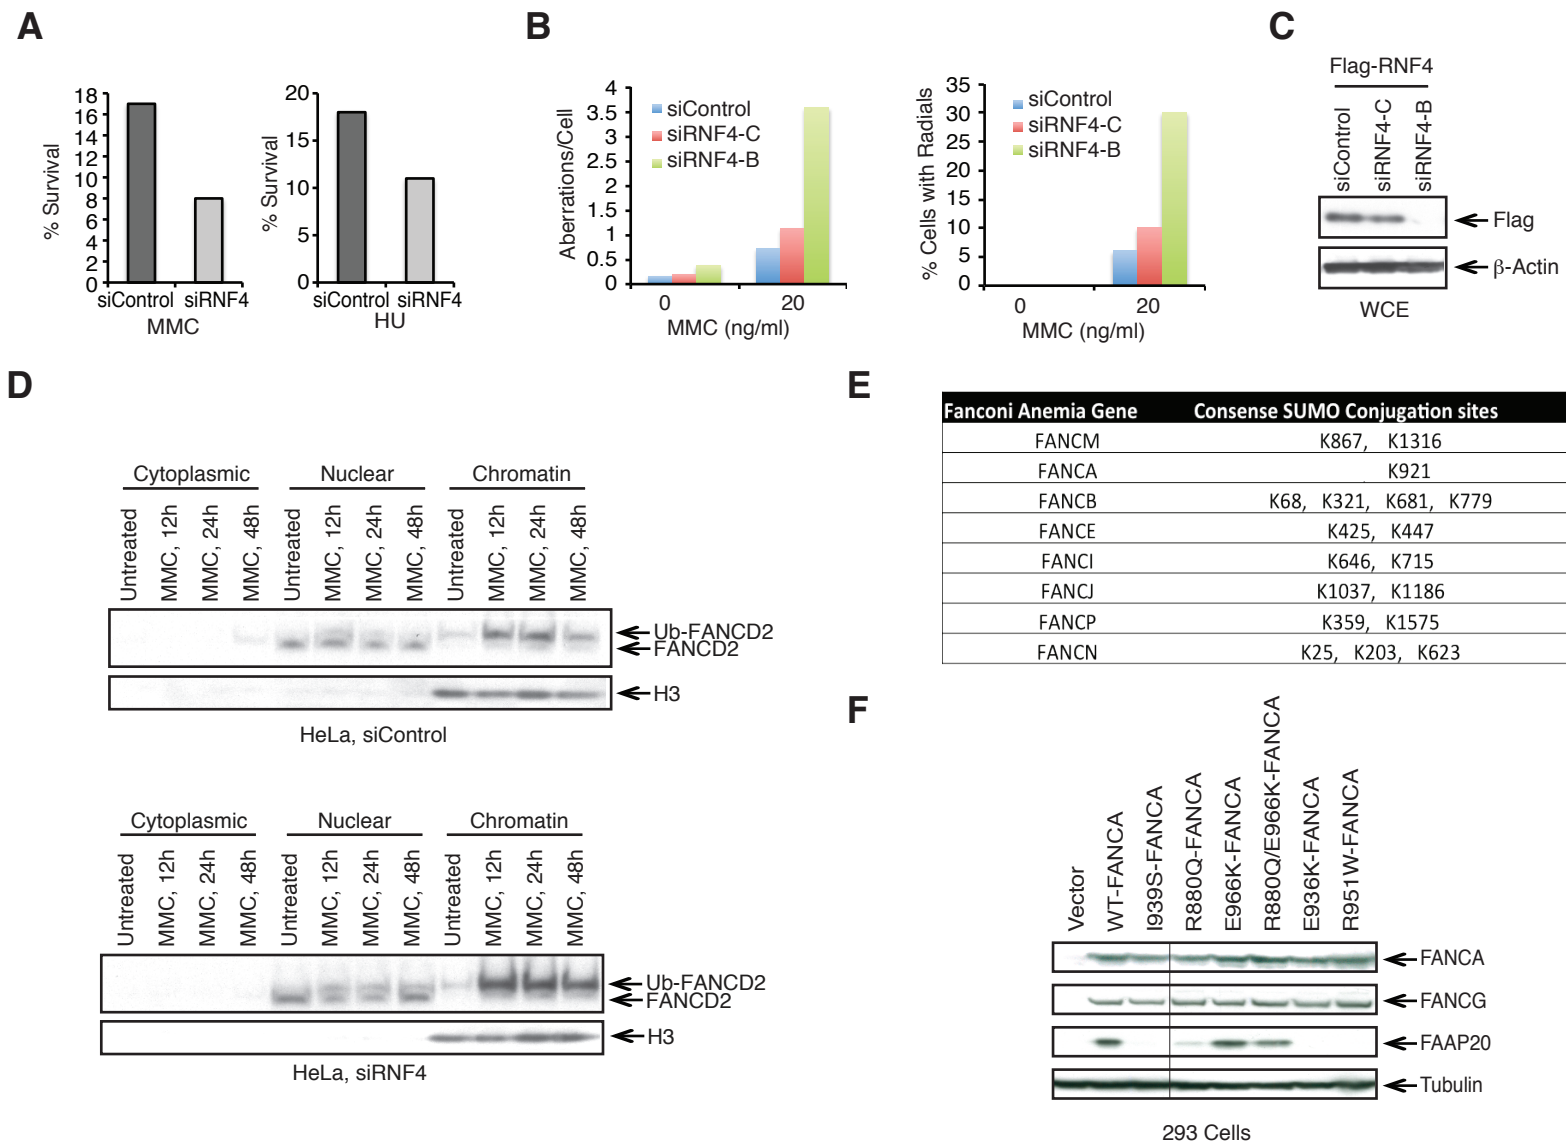 A
% Survival
18
16
14
12
10
8
6
4
2
0
siControl siRNF4
MMC
% Survival
20
15
10
5
0
siControl siRNF4
HU
B
Aberrations/Cell
4
3.5
3
2.5
2
1.5
1
0.5
0
siControl
siRNF4-C
siRNF4-B
0 20
MMC (ng/ml)
% Cells with Radials
35
30
25
20
15
10
5
0
siControl
siRNF4-C
siRNF4-B
0 20
MMC (ng/ml)
C
Flag-RNF4
siControl
siRNF4-C
siRNF4-B
Flag
β-Actin
WCE
D
Cytoplasmic Nuclear Chromatin
Untreated
MMC, 12h
MMC, 24h
MMC, 48h
Untreated
MMC, 12h
MMC, 24h
MMC, 48h
Untreated
MMC, 12h
MMC, 24h
MMC, 48h
Ub-FANCD2
FANCD2
H3
HeLa, siControl
Cytoplasmic Nuclear Chromatin
Untreated
MMC, 12h
MMC, 24h
MMC, 48h
Untreated
MMC, 12h
MMC, 24h
MMC, 48h
Untreated
MMC, 12h
MMC, 24h
MMC, 48h
Ub-FANCD2
FANCD2
H3
HeLa, siRNF4
E
Fanconi Anemia Gene Consense SUMO Conjugation sites
FANCM K867, K1316
FANCA K921
FANCB K68, K321, K681, K779
FANCE K425, K447
FANCI K646, K715
FANCJ K1037, K1186
FANCP K359, K1575
FANCN K25, K203, K623
F
Vector
WT-FANCA
I939S-FANCA
R880Q-FANCA
E966K-FANCA
R880Q/E966K-FANCA
E936K-FANCA
R951W-FANCA
FANCA
FANCG
FAAP20
Tubulin
293 Cells